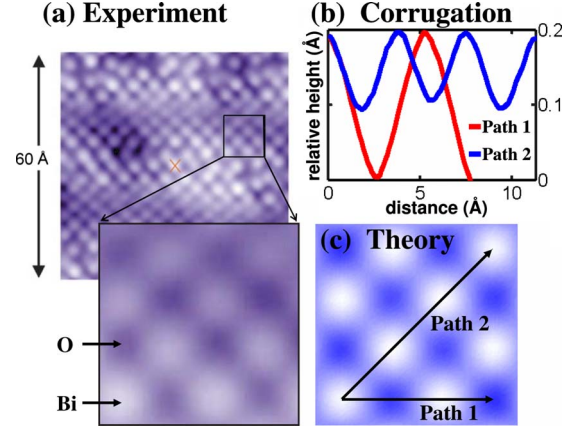 (a) Experiment
60 Å
O
Bi
(b) Corrugation
relative height (Å)
0.2
0.1
0
Path 1
Path 2
0
5
10
distance (Å)
(c) Theory
Path 2
Path 1